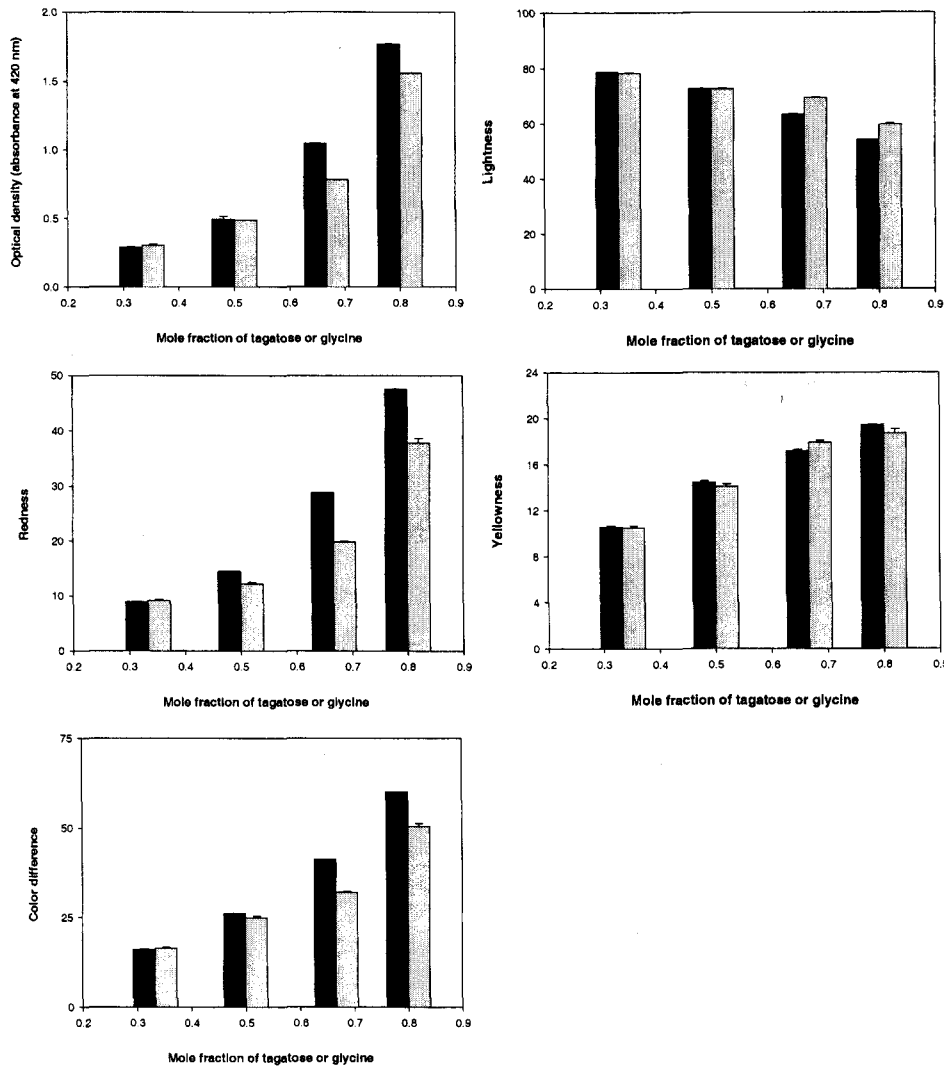 Optical density (absorbance at 420 nm)
2.0
1.5
1.0
0.5
0.0
0.2 0.3 0.4 0.5 0.6 0.7 0.8 0.9
Mole fraction of tagatose or glycine
Lightness
100
80
60
40
20
0
0.2 0.3 0.4 0.5 0.6 0.7 0.8 0.9
Mole fraction of tagatose or glycine
Redness
50
40
30
20
10
0
0.2 0.3 0.4 0.5 0.6 0.7 0.8 0.9
Mole fraction of tagatose or glycine
Yellowness
24
20
16
12
8
4
0
0.2 0.3 0.4 0.5 0.6 0.7 0.8 0.9
Mole fraction of tagatose or glycine
Color difference
75
50
25
0
0.2 0.3 0.4 0.5 0.6 0.7 0.8 0.9
Mole fraction of tagatose or glycine